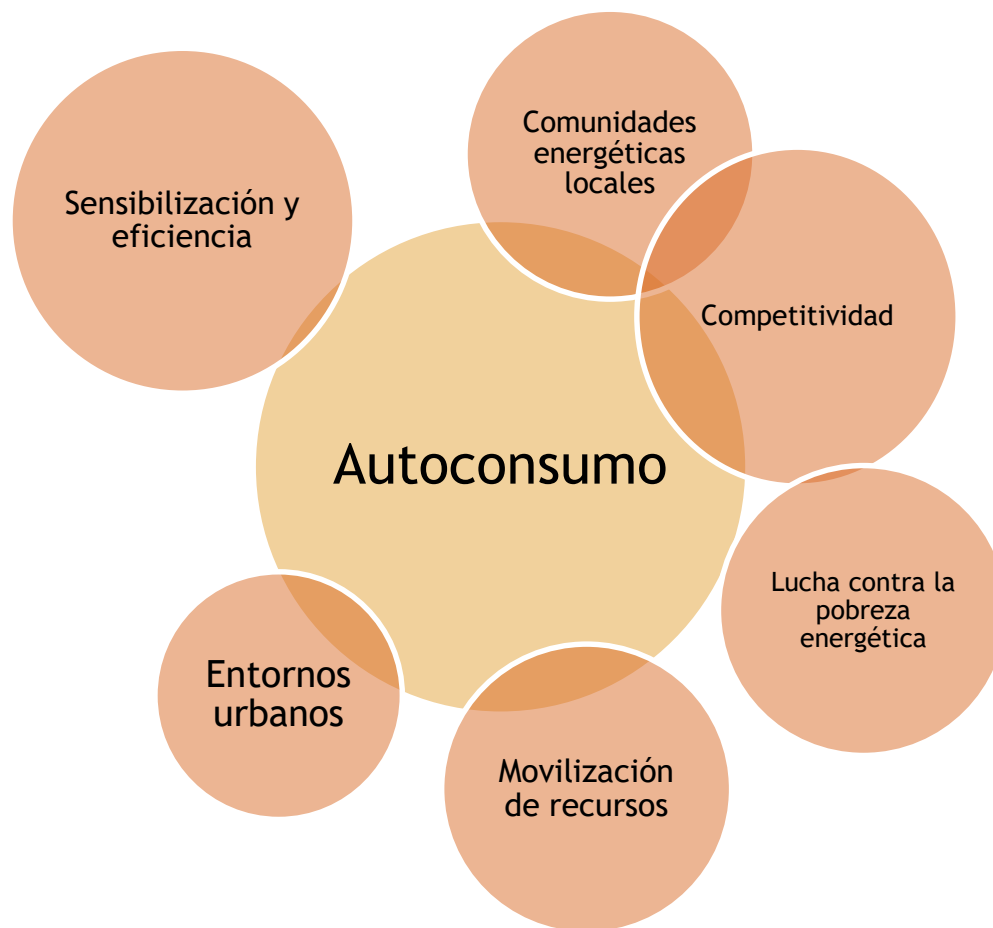 Comunidades
energéticas
locales
Sensibilización y
eficiencia
Competitividad
Autoconsumo
Lucha contra la
pobreza
energética
Entornos
urbanos
Movilización
de recursos